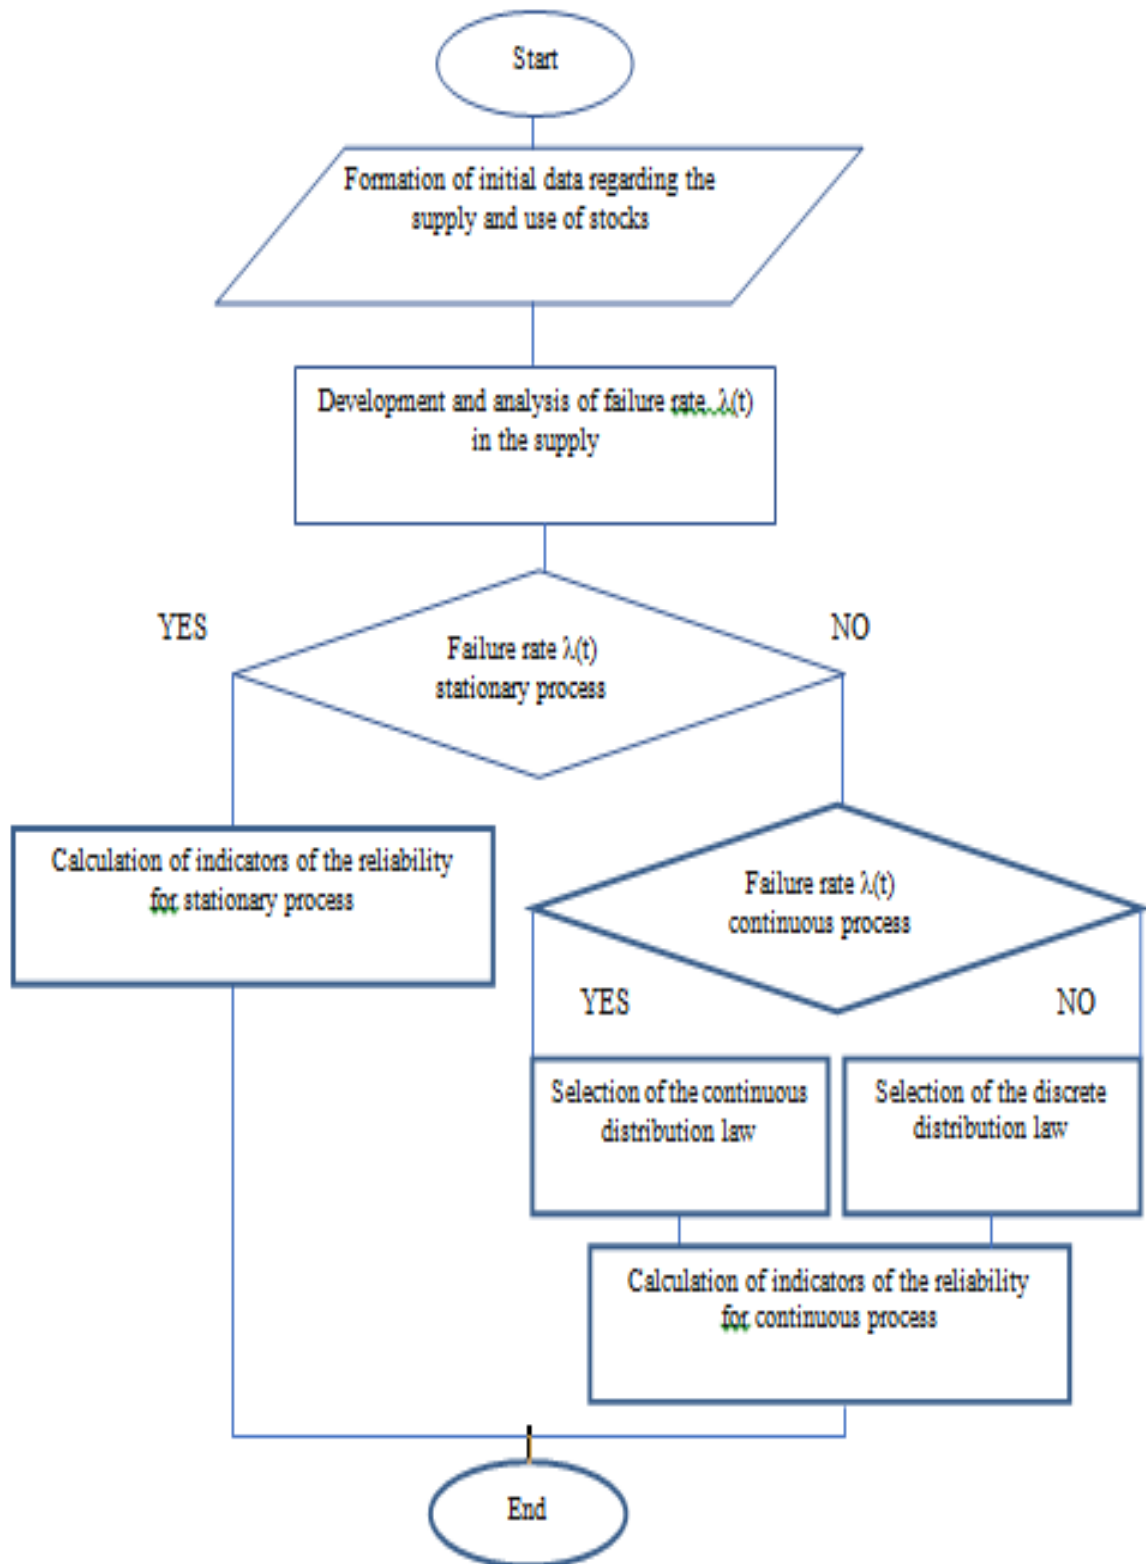 Start
Formation of initial data regarding the
supply and use of stocks
Development and analysis of failure rate λ(t)
in the supply
YES
NO
Failure rate λ(t)
stationary process
Calculation of indicators of the reliability
for stationary process
Failure rate λ(t)
continuous process
YES
NO
Selection of the continuous
distribution law
Selection of the discrete
distribution law
Calculation of indicators of the reliability
for continuous process
End